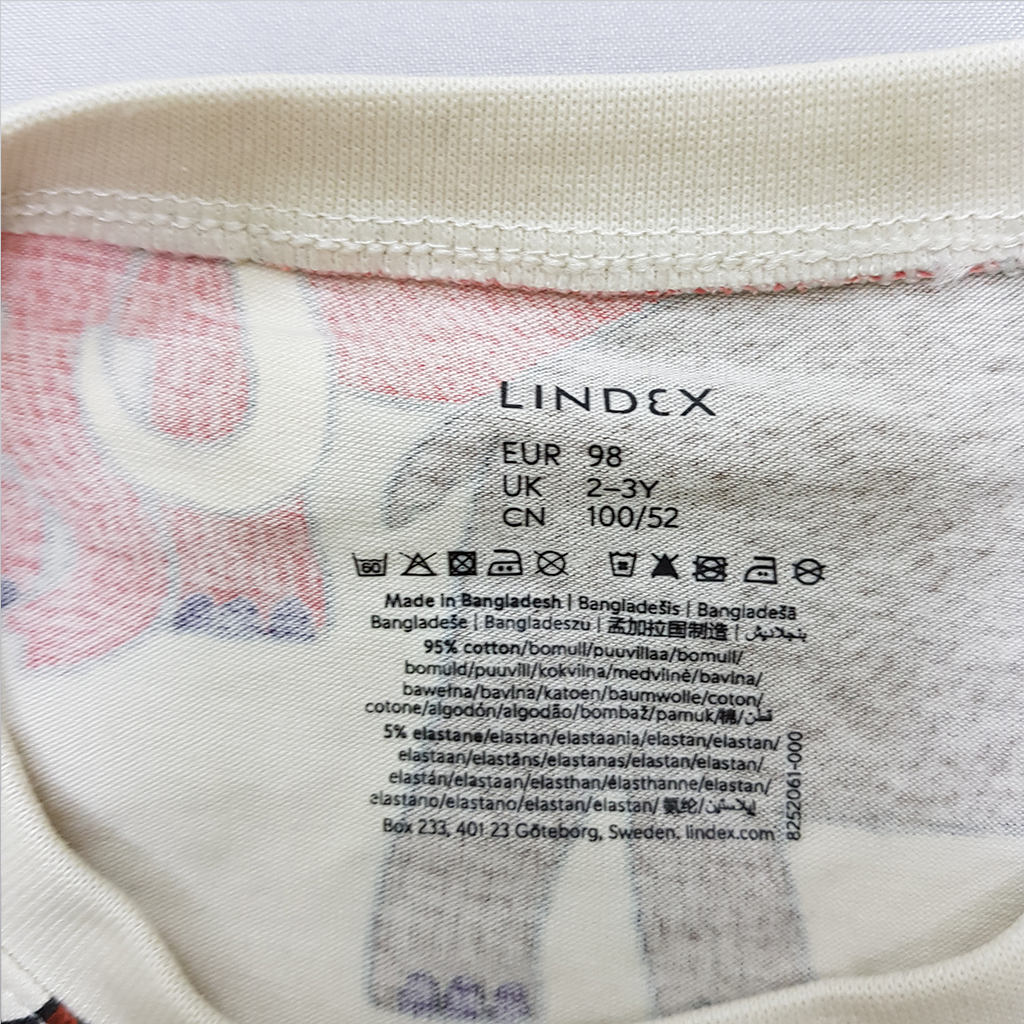 LINDEX
EUR 98
UK 2–3Y
CN 100/52
60
Made in Bangladesh | Bangladešis | Bangladešā
Bangladeše | Bangladeszu | 孟加拉国制造 | بنجلاديش
95% cotton/bomull/puuvillaa/bomull/
bomuld/puuvill/kokvilna/medvilnė/bavlna/
bawełna/bavlna/katoen/baumwolle/coton/
cotone/algodón/algodão/bombaž/pamuk/棉/قطن
5% elastane/elastan/elastaania/elastan/elastan/
elastaan/elastāns/elastanas/elastan/elastan/
elastán/elastaan/elasthan/élasthanne/elastan/
elastano/elastano/elastan/elastan/氨纶/إيلاستين
Box 233, 401 23 Göteborg, Sweden, lindex.com
8252061-000